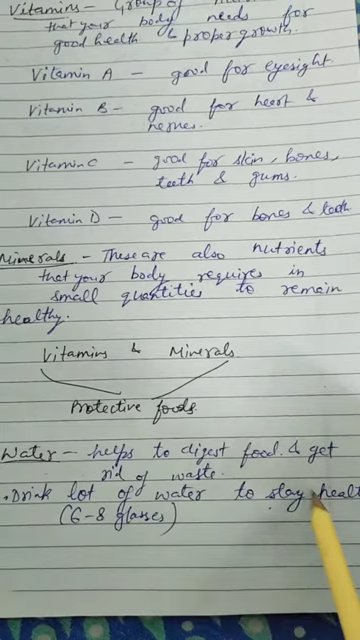 Vitamins - Group of
that your body needs for
good health & proper growth.
Vitamin A - good for eyesight
Vitamin B - good for heart &
nerves.
Vitamin C - good for skin, bones,
teeth & gums.
Vitamin D - good for bones & teeth
Minerals - These are also nutrients
that your body requires in
small quantities to remain
healthy.
Vitamins & Minerals
Protective foods
Water - helps to digest food & get
rid of waste.
• Drink lot of water to stay healt
(6-8 glasses)